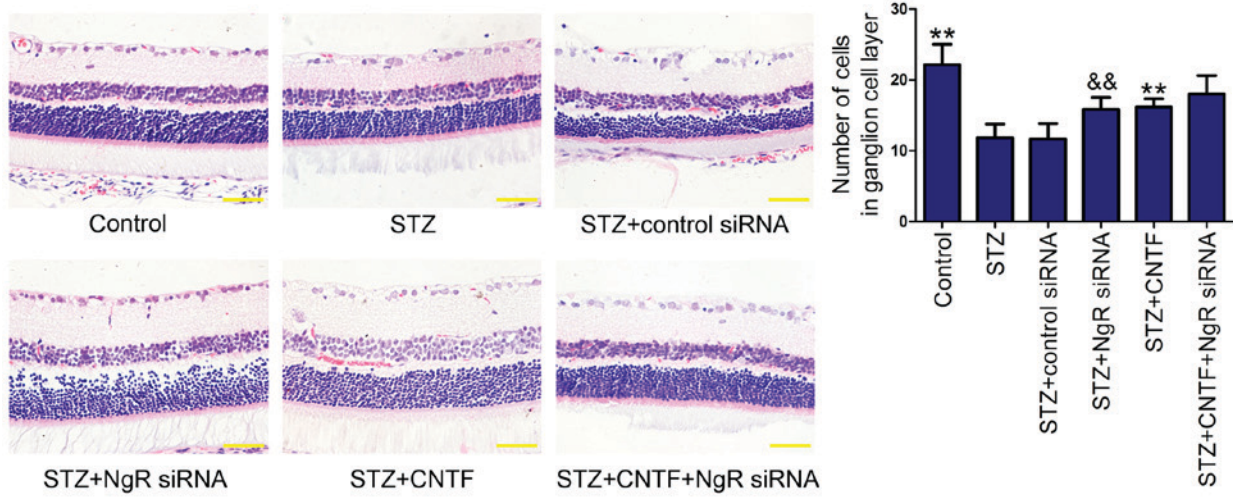 Control
STZ
STZ+control siRNA
STZ+NgR siRNA
STZ+CNTF
STZ+CNTF+NgR siRNA
Number of cells
in ganglion cell layer
30
20
10
0
**
&&
**
Control
STZ
STZ+control siRNA
STZ+NgR siRNA
STZ+CNTF
STZ+CNTF+NgR siRNA